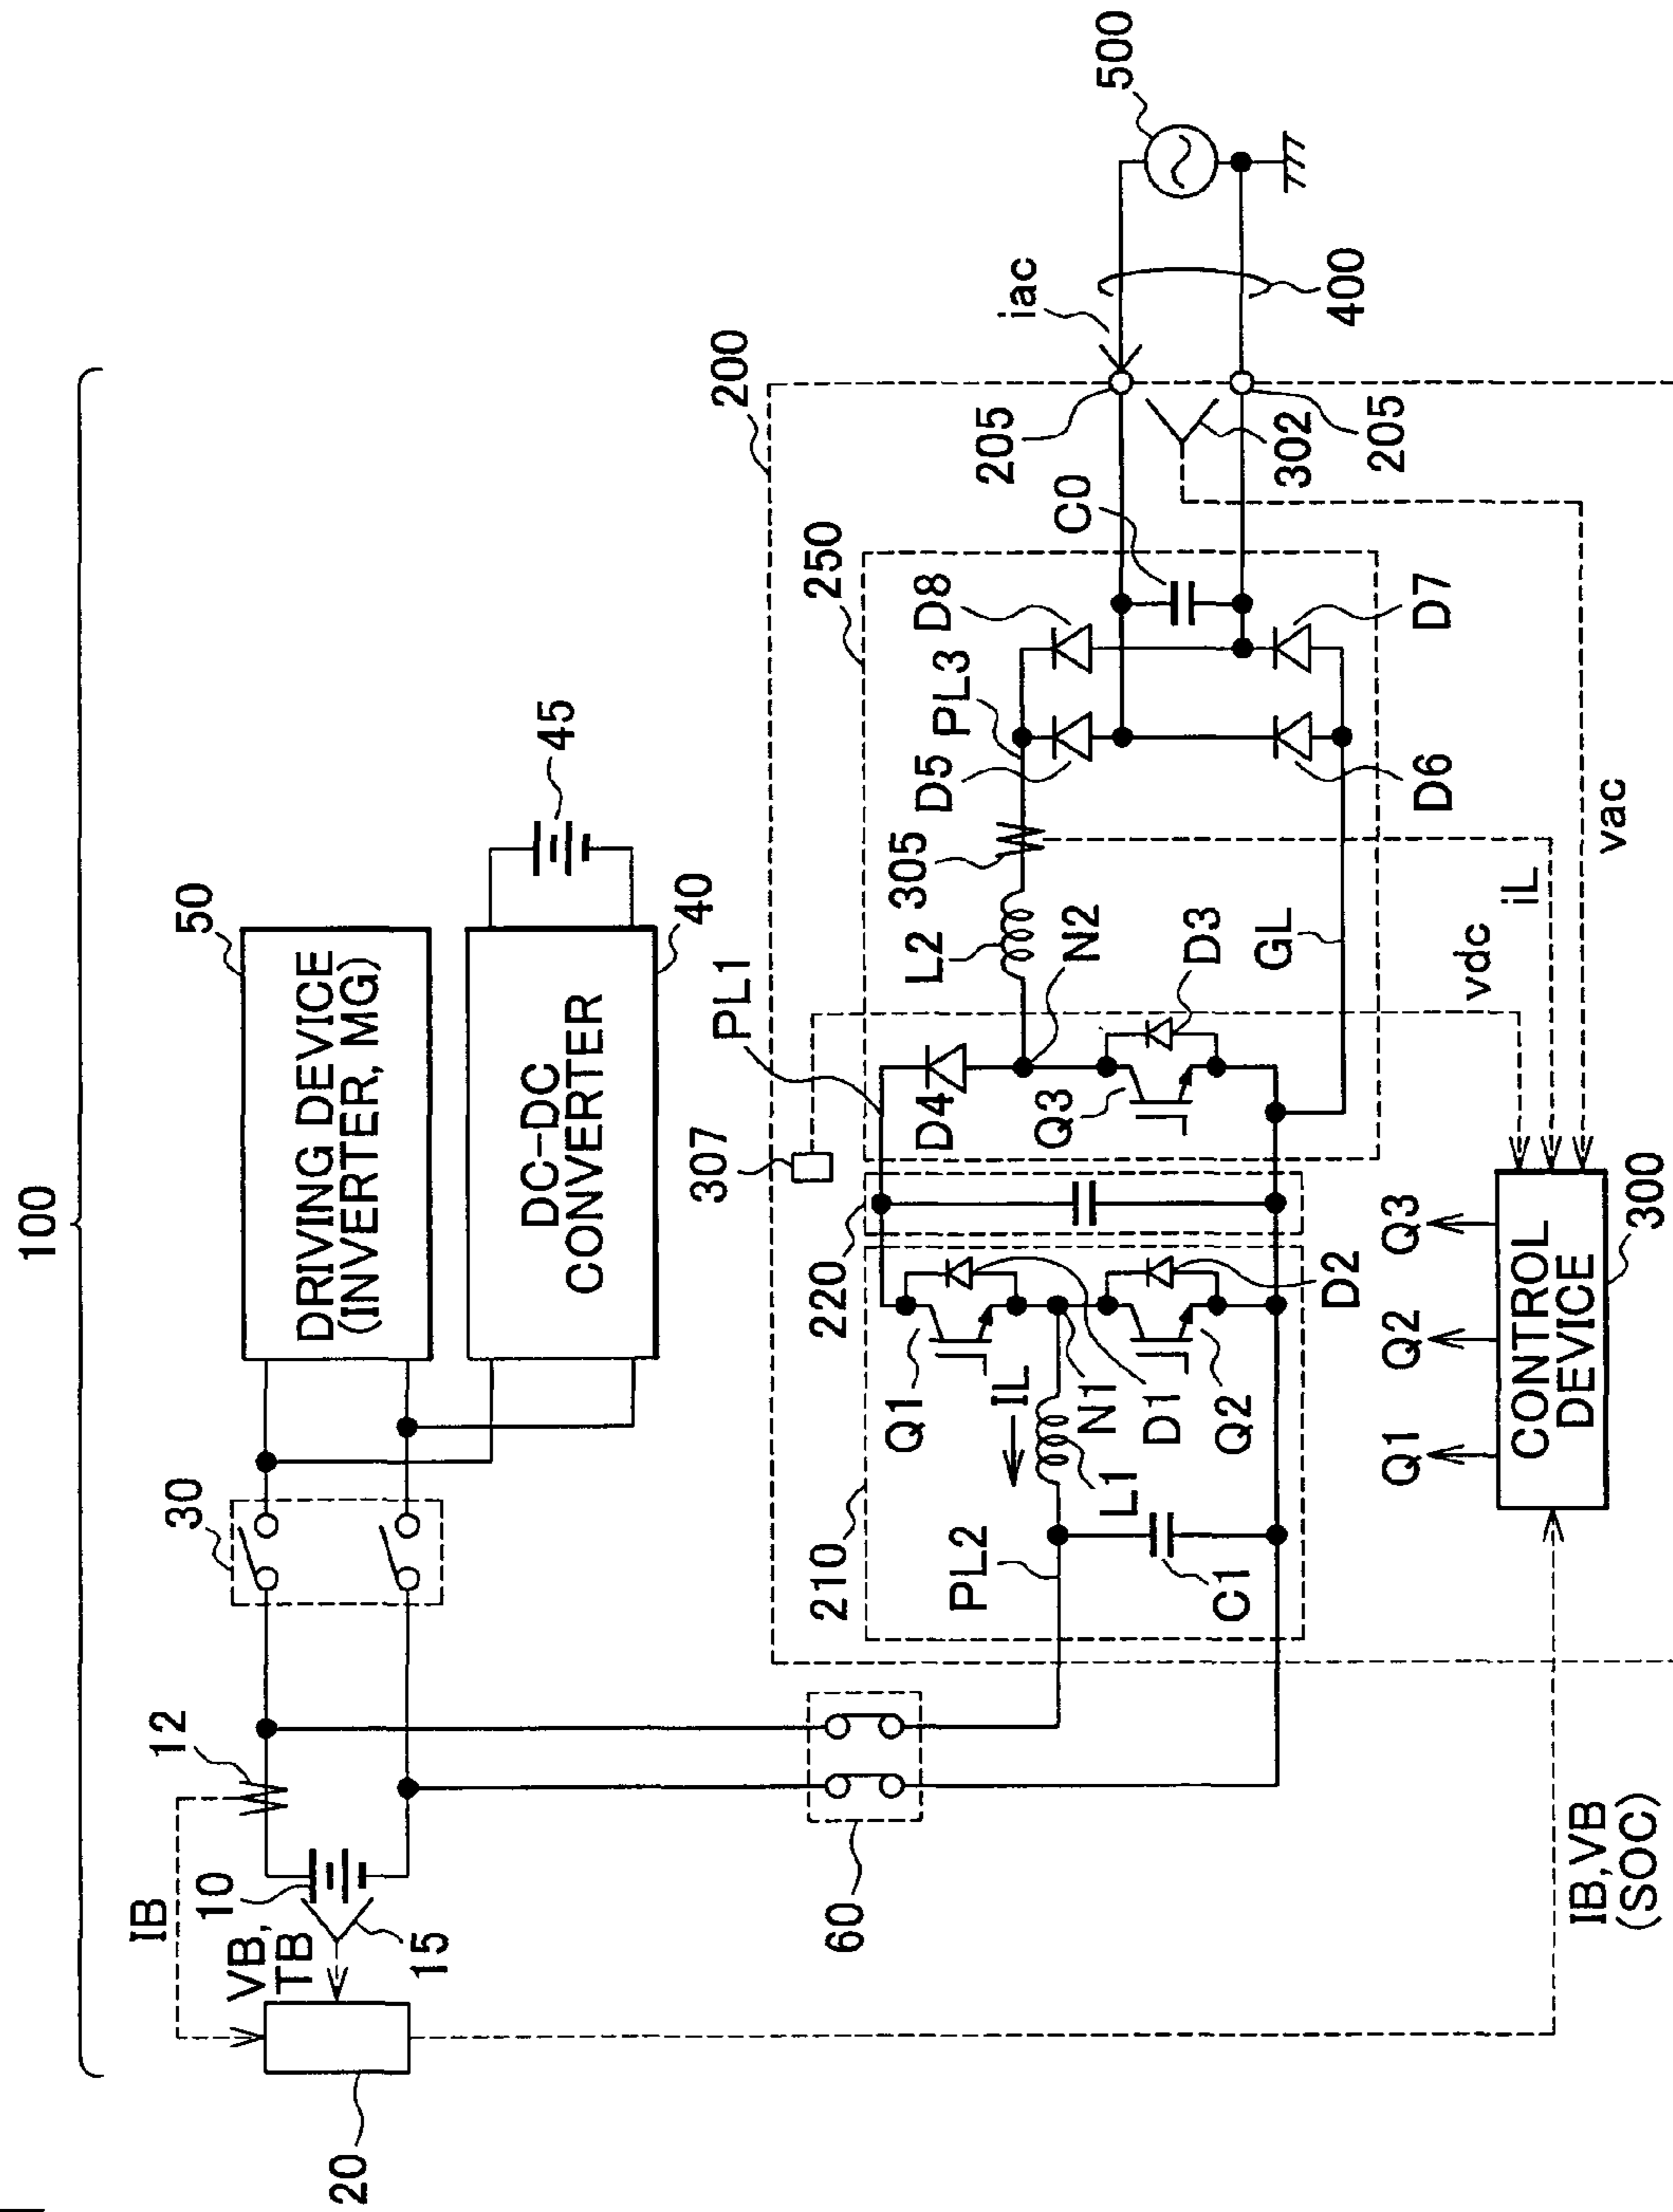 100
50
DRIVING DEVICE
(INVERTER, MG)
45
DC-DC
CONVERTER
40
30
12
IB
10
VB,
TB
15
20
60
500
iac
400
200
205
302
205
250
C0
D8
PL3
D5
D7
D6
305
L2
N2
D3
GL
PL1
D4
Q3
307
vdc
iL
vac
220
Q1
IL
N1
D1
Q2
D2
210
PL2
L1
C1
Q1
Q2
Q3
CONTROL
DEVICE
300
IB,VB
(SOC)